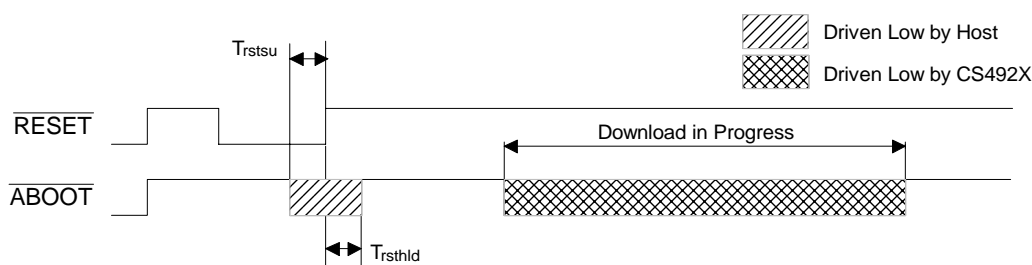 Trstsu
Driven Low by Host
Driven Low by CS492X
RESET
Download in Progress
ABOOT
Trsthld